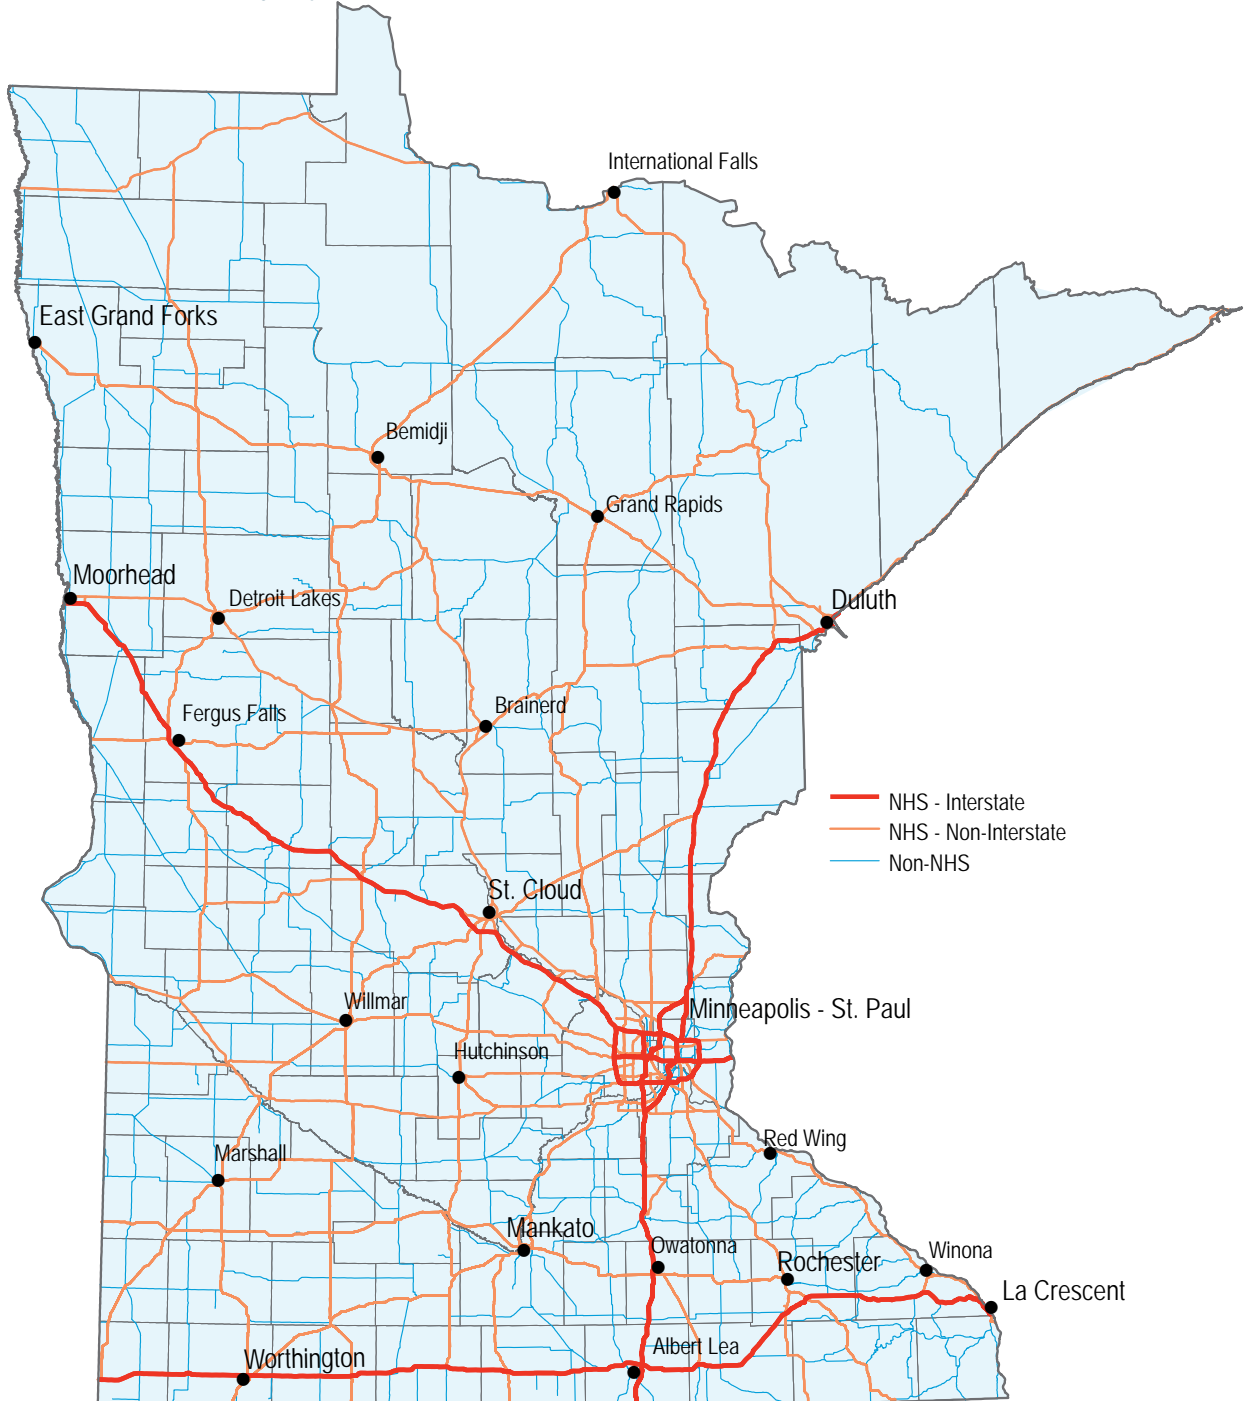 International Falls
East Grand Forks
Bemidji
Grand Rapids
Moorhead
Detroit Lakes
Duluth
Fergus Falls
Brainerd
NHS - Interstate
NHS - Non-Interstate
Non-NHS
St. Cloud
Willmar
Minneapolis - St. Paul
Hutchinson
Marshall
Red Wing
Mankato
Owatonna
Rochester
Winona
La Crescent
Albert Lea
Worthington